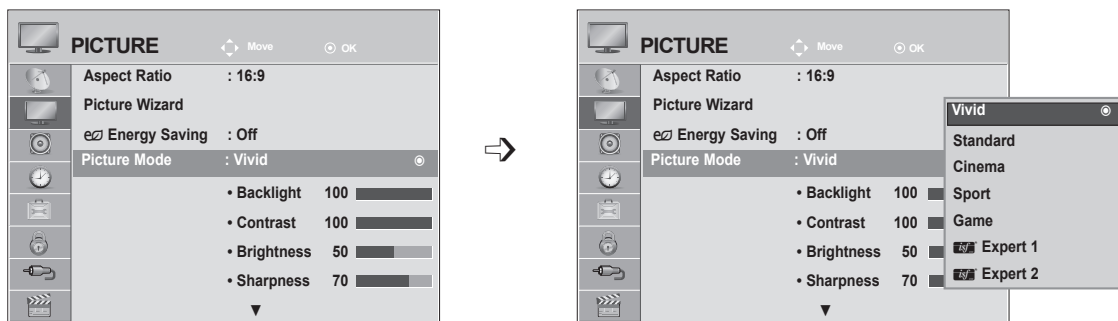 PICTURE Move OK
Aspect Ratio : 16:9
Picture Wizard
Energy Saving : Off
Picture Mode : Vivid
• Backlight 100
• Contrast 100
• Brightness 50
• Sharpness 70
PICTURE Move OK
Aspect Ratio : 16:9
Picture Wizard
Energy Saving : Off
Picture Mode : Vivid
• Backlight 100
• Contrast 100
• Brightness 50
• Sharpness 70
Vivid
Standard
Cinema
Sport
Game
isf Expert 1
isf Expert 2